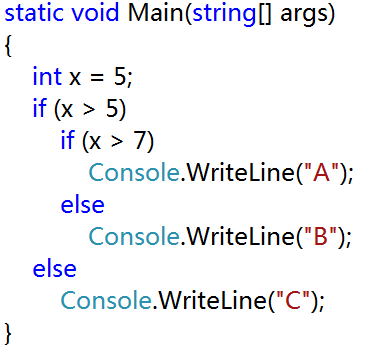 static void Main(string[] args)
{
    int x = 5;
    if (x > 5)
        if (x > 7)
            Console.WriteLine("A");
        else
            Console.WriteLine("B");
    else
        Console.WriteLine("C");
}